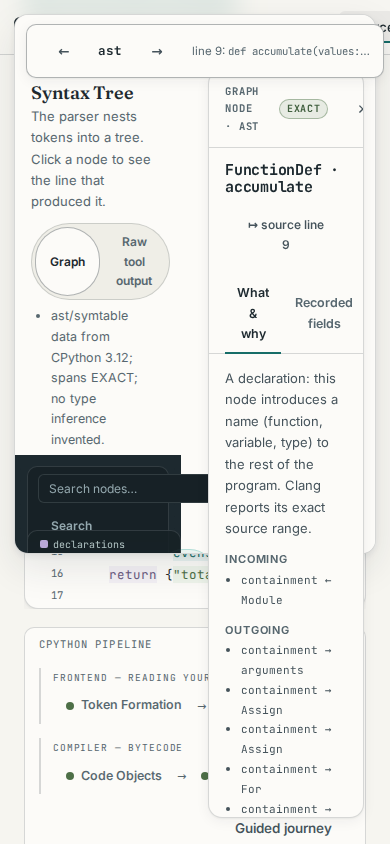 ← ast → line 9: def accumulate(values:…
Syntax Tree
The parser nests
tokens into a tree.
Click a node to see
the line that
produced it.
Graph
Raw
tool
output
• ast/symtable
data from
CPython 3.12;
spans EXACT;
no type
inference
invented.
Search nodes…
Search
declarations
GRAPH
NODE
· AST
EXACT
›
FunctionDef ·
accumulate
↦ source line
9
What
&
why
Recorded
fields
A declaration: this
node introduces a
name (function,
variable, type) to
the rest of the
program. Clang
reports its exact
source range.
INCOMING
• containment ←
Module
OUTGOING
• containment →
arguments
• containment →
Assign
• containment →
Assign
• containment →
For
• containment →
16 return {"tota
17
CPYTHON PIPELINE
FRONTEND — READING YOUR
Token Formation →
COMPILER — BYTECODE
Code Objects →
Guided journey